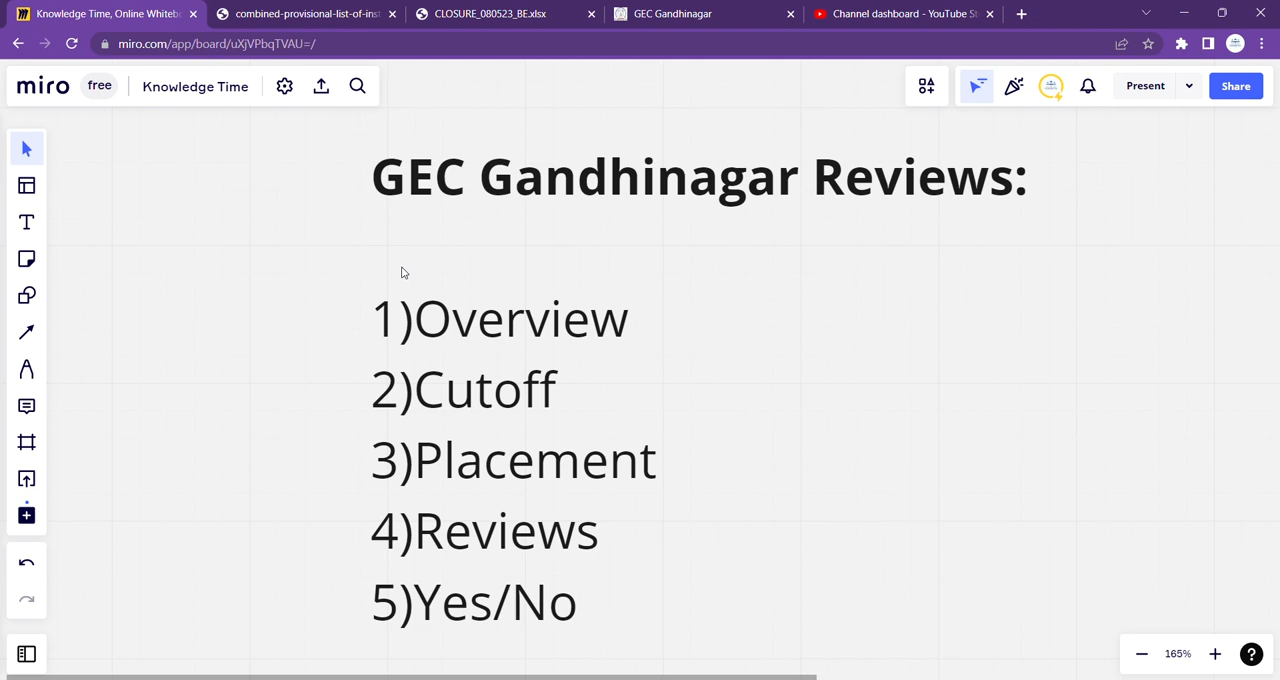 Knowledge Time, Online Whiteb
combined-provisional-list-of-inst
CLOSURE_080523_BE.xlsx
GEC Gandhinagar
Channel dashboard - YouTube St
miro.com/app/board/uXjVPbqTVAU=/
miro free Knowledge Time
Present
Share
GEC Gandhinagar Reviews:
1)Overview
2)Cutoff
3)Placement
4)Reviews
5)Yes/No
165%